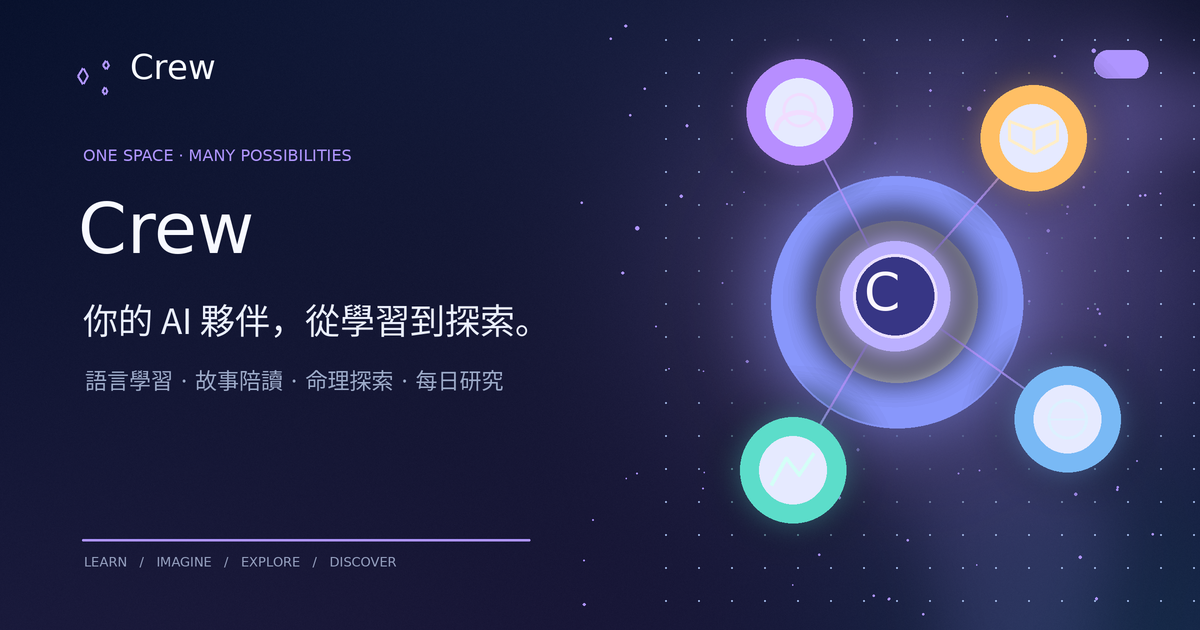 Crew
ONE SPACE · MANY POSSIBILITIES
Crew
你的 AI 夥伴，從學習到探索。
語言學習 · 故事陪讀 · 命理探索 · 每日研究
LEARN / IMAGINE / EXPLORE / DISCOVER
C